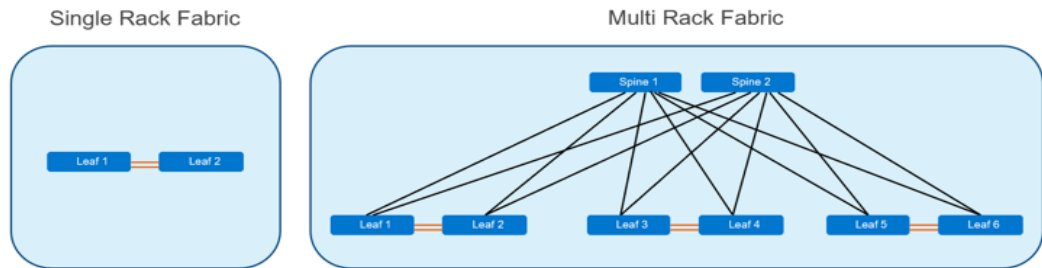 Single Rack Fabric
Multi Rack Fabric
Spine 1
Spine 2
Leaf 1
Leaf 2
Leaf 1
Leaf 2
Leaf 3
Leaf 4
Leaf 5
Leaf 6